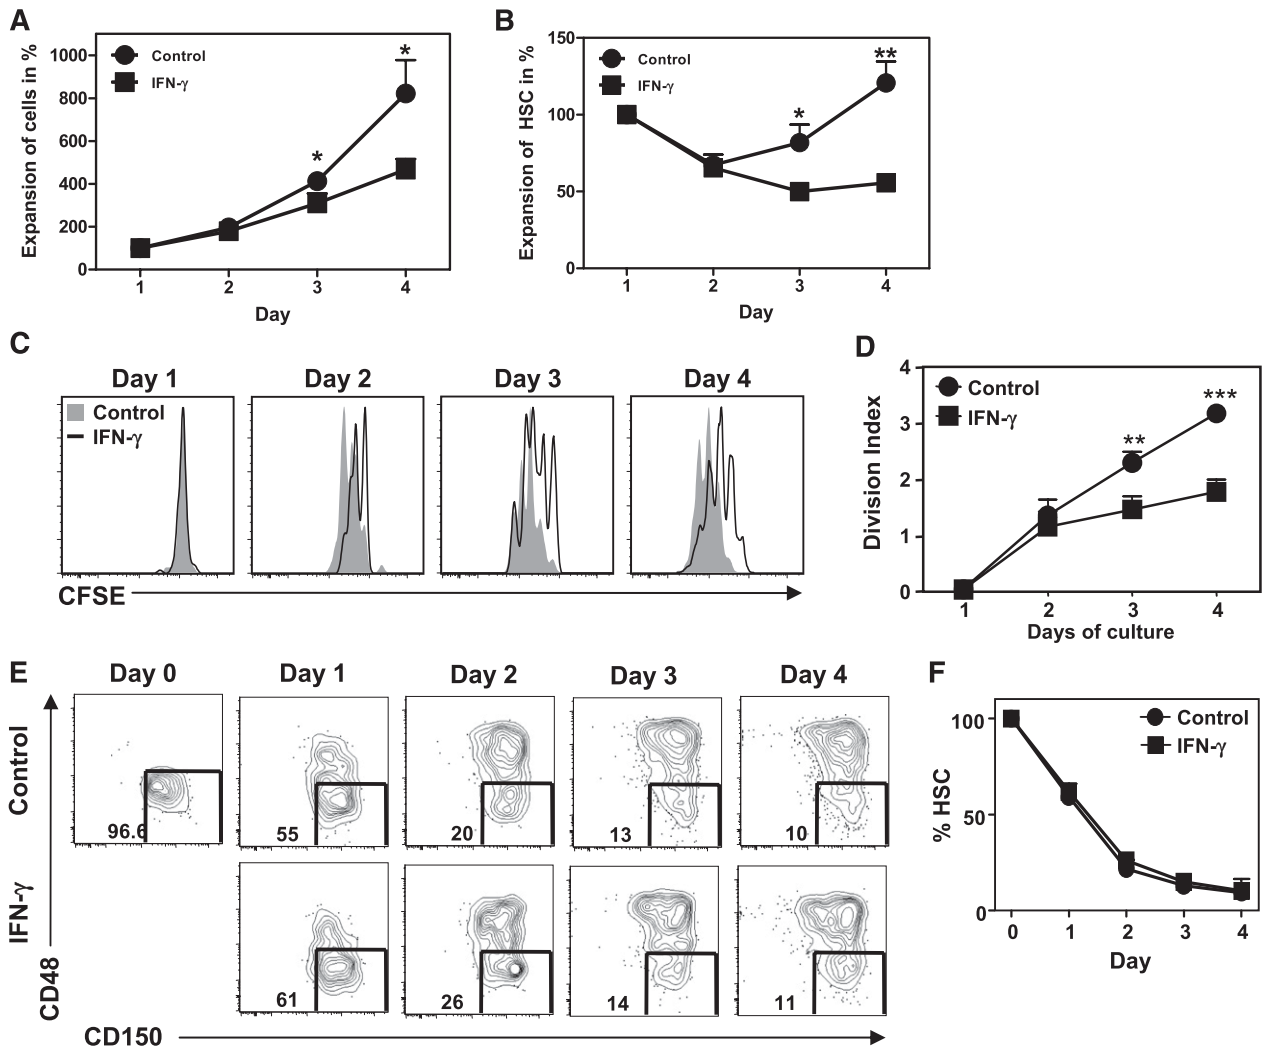 A
Expansion of cells in %
1000
800
600
400
200
0
Control
IFN-γ
*
*
1 2 3 4
Day
B
Expansion of HSC in %
150
100
50
0
Control
IFN-γ
*
**
1 2 3 4
Day
C
Day 1 Day 2 Day 3 Day 4
Control
IFN-γ
CFSE
D
Division Index
4
3
2
1
0
Control
IFN-γ
**
***
1 2 3 4
Days of culture
E
Day 0 Day 1 Day 2 Day 3 Day 4
Control
96.6 55 20 13 10
IFN-γ
61 26 14 11
CD48
CD150
F
% HSC
100
50
0
Control
IFN-γ
0 1 2 3 4
Day